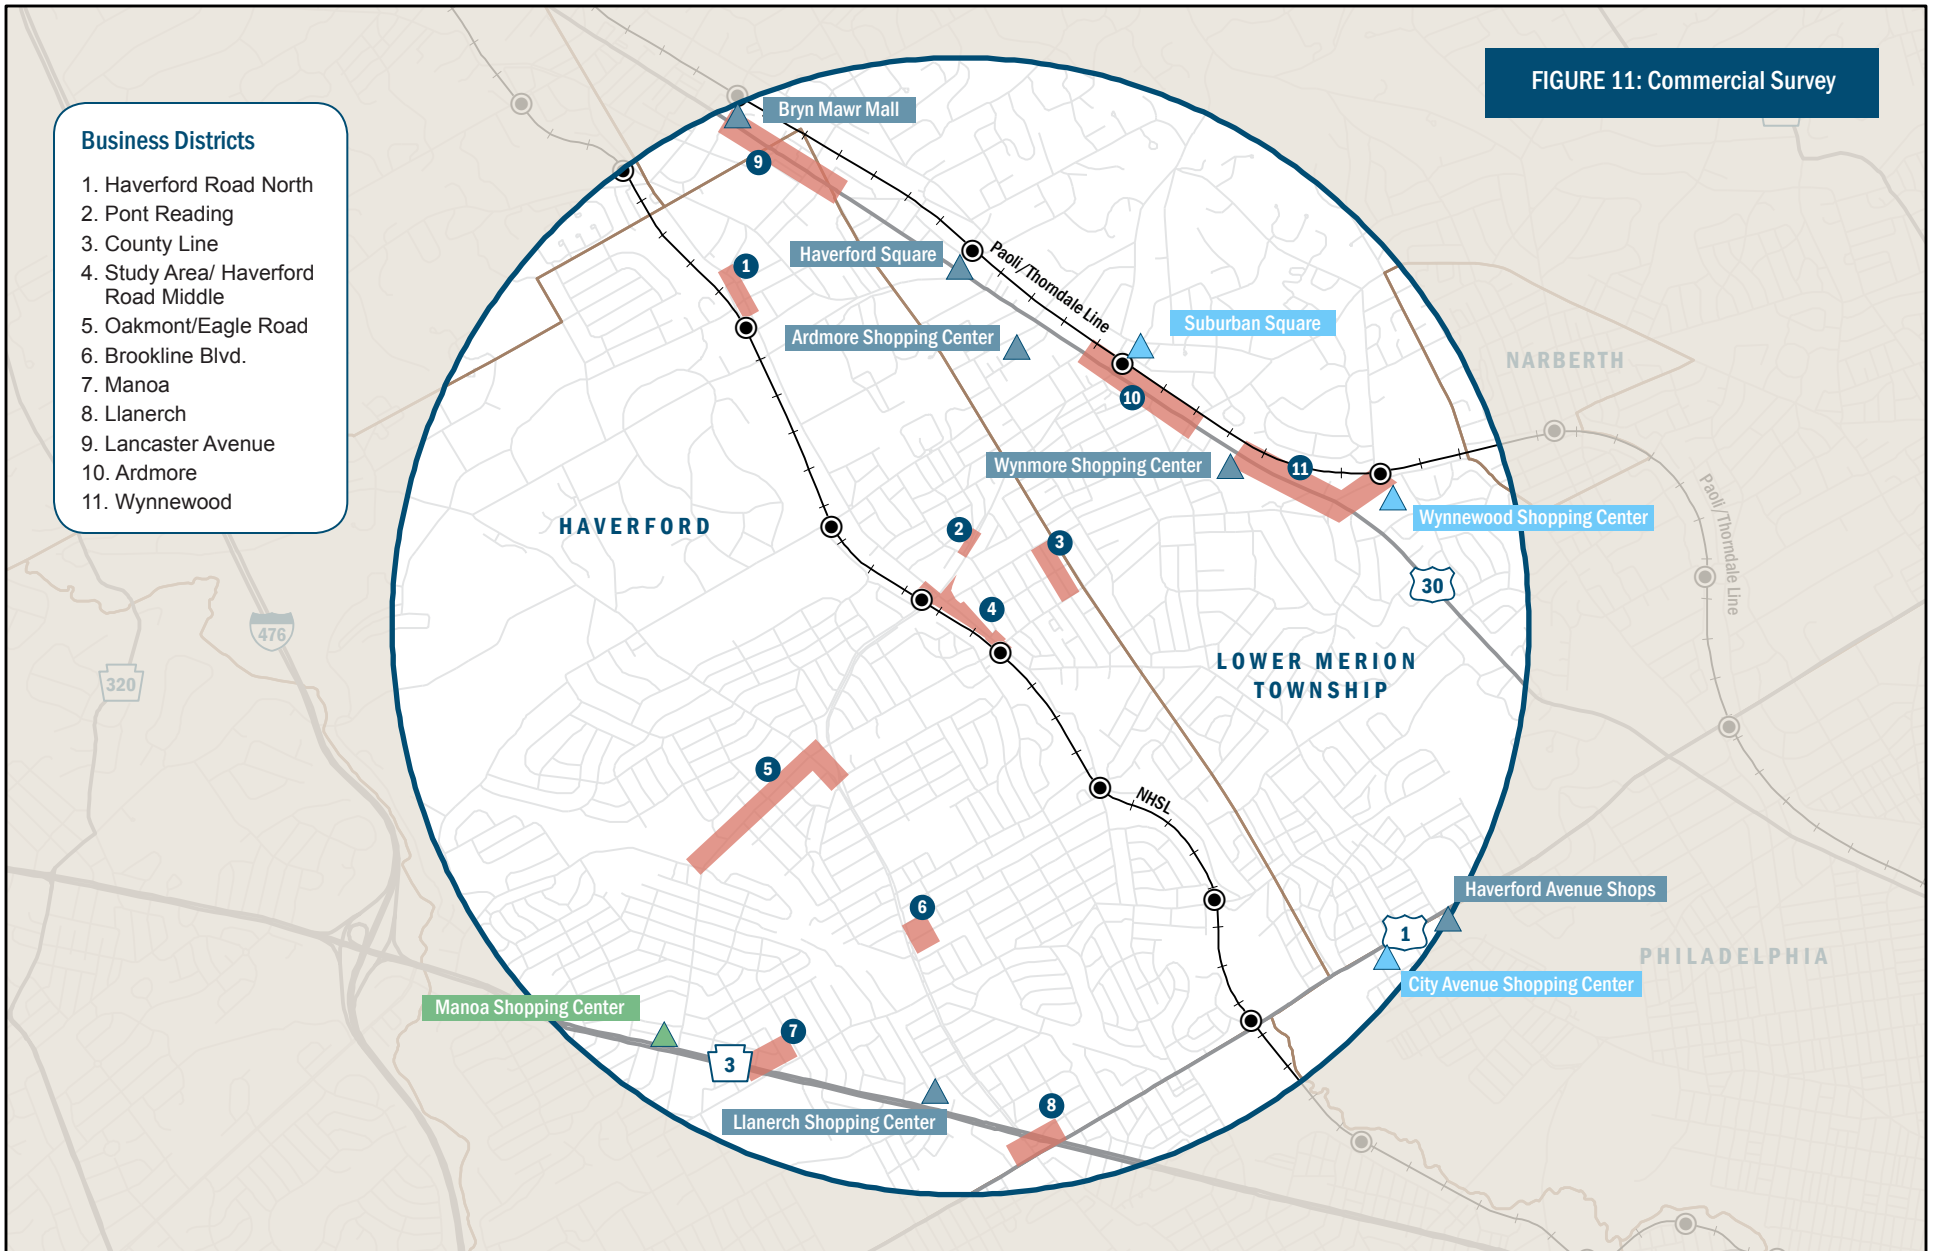 FIGURE 11: Commercial Survey
Business Districts
1. Haverford Road North
2. Pont Reading
3. County Line
4. Study Area/ Haverford
Road Middle
5. Oakmont/Eagle Road
6. Brookline Blvd.
7. Manoa
8. Llanerch
9. Lancaster Avenue
10. Ardmore
11. Wynnewood
Bryn Mawr Mall
9
1
Haverford Square
Paoli/Thorndale Line
Suburban Square
Ardmore Shopping Center
NARBERTH
10
Wynmore Shopping Center
11
Wynnewood Shopping Center
Paoli/Thorndale Line
HAVERFORD
2
3
30
4
476
320
LOWER MERION
TOWNSHIP
5
NHSL
6
Haverford Avenue Shops
1
PHILADELPHIA
City Avenue Shopping Center
Manoa Shopping Center
7
3
8
Llanerch Shopping Center